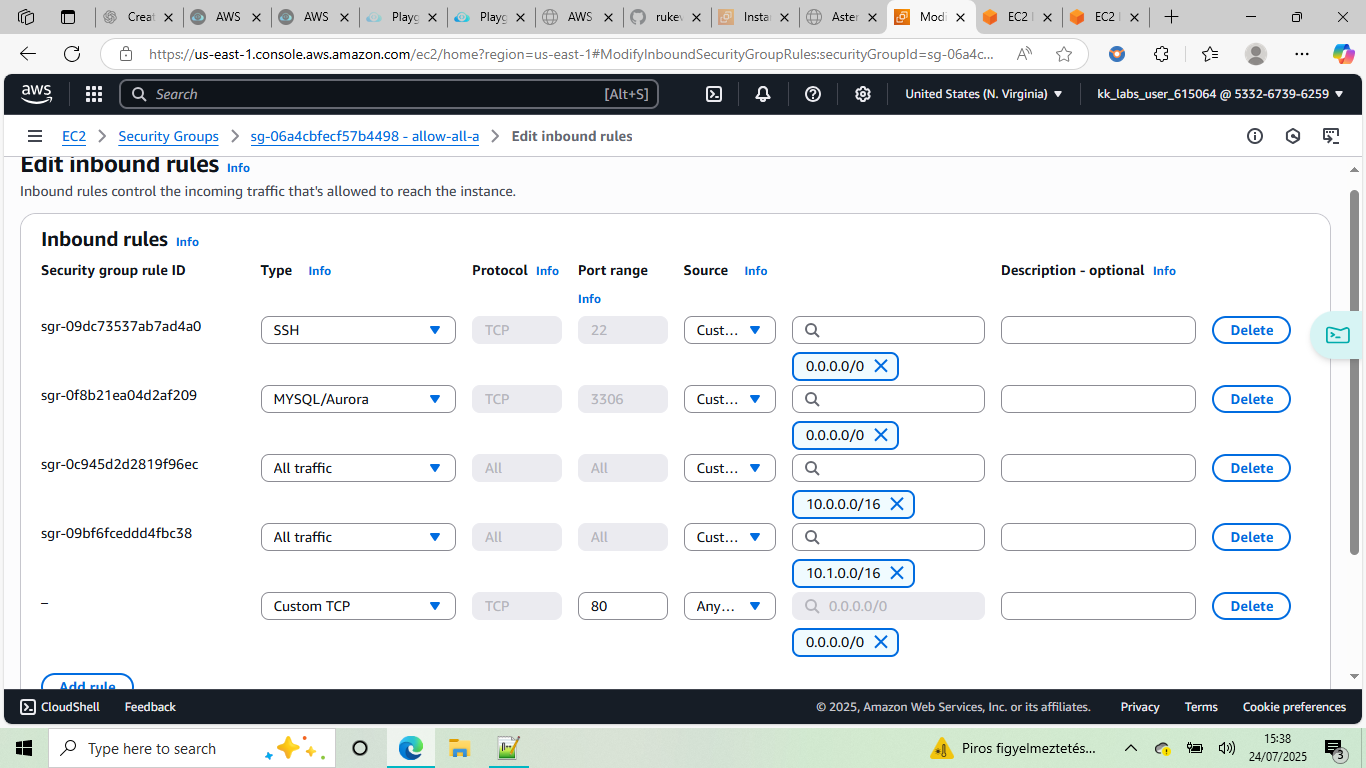 Creat
AWS
AWS
Playg
Playg
AWS
rukev
Instan
Aster
Modi
EC2 I
EC2 I
https://us-east-1.console.aws.amazon.com/ec2/home?region=us-east-1#ModifyInboundSecurityGroupRules:securityGroupId=sg-06a4c...
aws
Search [Alt+S]
United States (N. Virginia)
kk_labs_user_615064 @ 5332-6739-6259
EC2 > Security Groups > sg-06a4cbfecf57b4498 - allow-all-a > Edit inbound rules
Edit inbound rules Info
Inbound rules control the incoming traffic that's allowed to reach the instance.
Inbound rules Info
Security group rule ID Type Info Protocol Info Port range Source Info Description - optional Info
Info
sgr-09dc73537ab7ad4a0 SSH TCP 22 Cust... Delete
0.0.0.0/0
sgr-0f8b21ea04d2af209 MYSQL/Aurora TCP 3306 Cust... Delete
0.0.0.0/0
sgr-0c945d2d2819f96ec All traffic All All Cust... Delete
10.0.0.0/16
sgr-09bf6fceddd4fbc38 All traffic All All Cust... Delete
10.1.0.0/16
– Custom TCP TCP 80 Any... 0.0.0.0/0 Delete
0.0.0.0/0
Add rule
CloudShell Feedback © 2025, Amazon Web Services, Inc. or its affiliates. Privacy Terms Cookie preferences
Type here to search
Piros figyelmeztetés...
15:38
24/07/2025
3